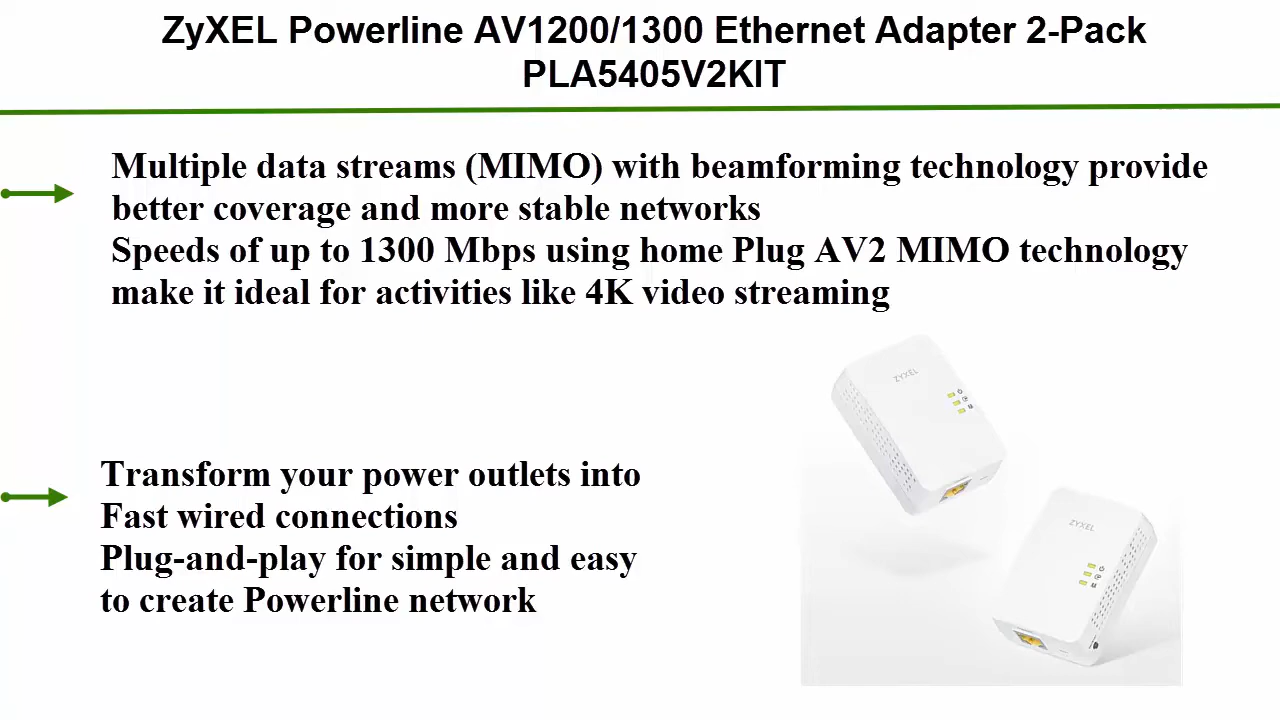 ZyXEL Powerline AV1200/1300 Ethernet Adapter 2-Pack
PLA5405V2KIT
Multiple data streams (MIMO) with beamforming technology provide
better coverage and more stable networks
Speeds of up to 1300 Mbps using home Plug AV2 MIMO technology
make it ideal for activities like 4K video streaming
ZYXEL
Transform your power outlets into
Fast wired connections
Plug-and-play for simple and easy
to create Powerline network
ZYXEL